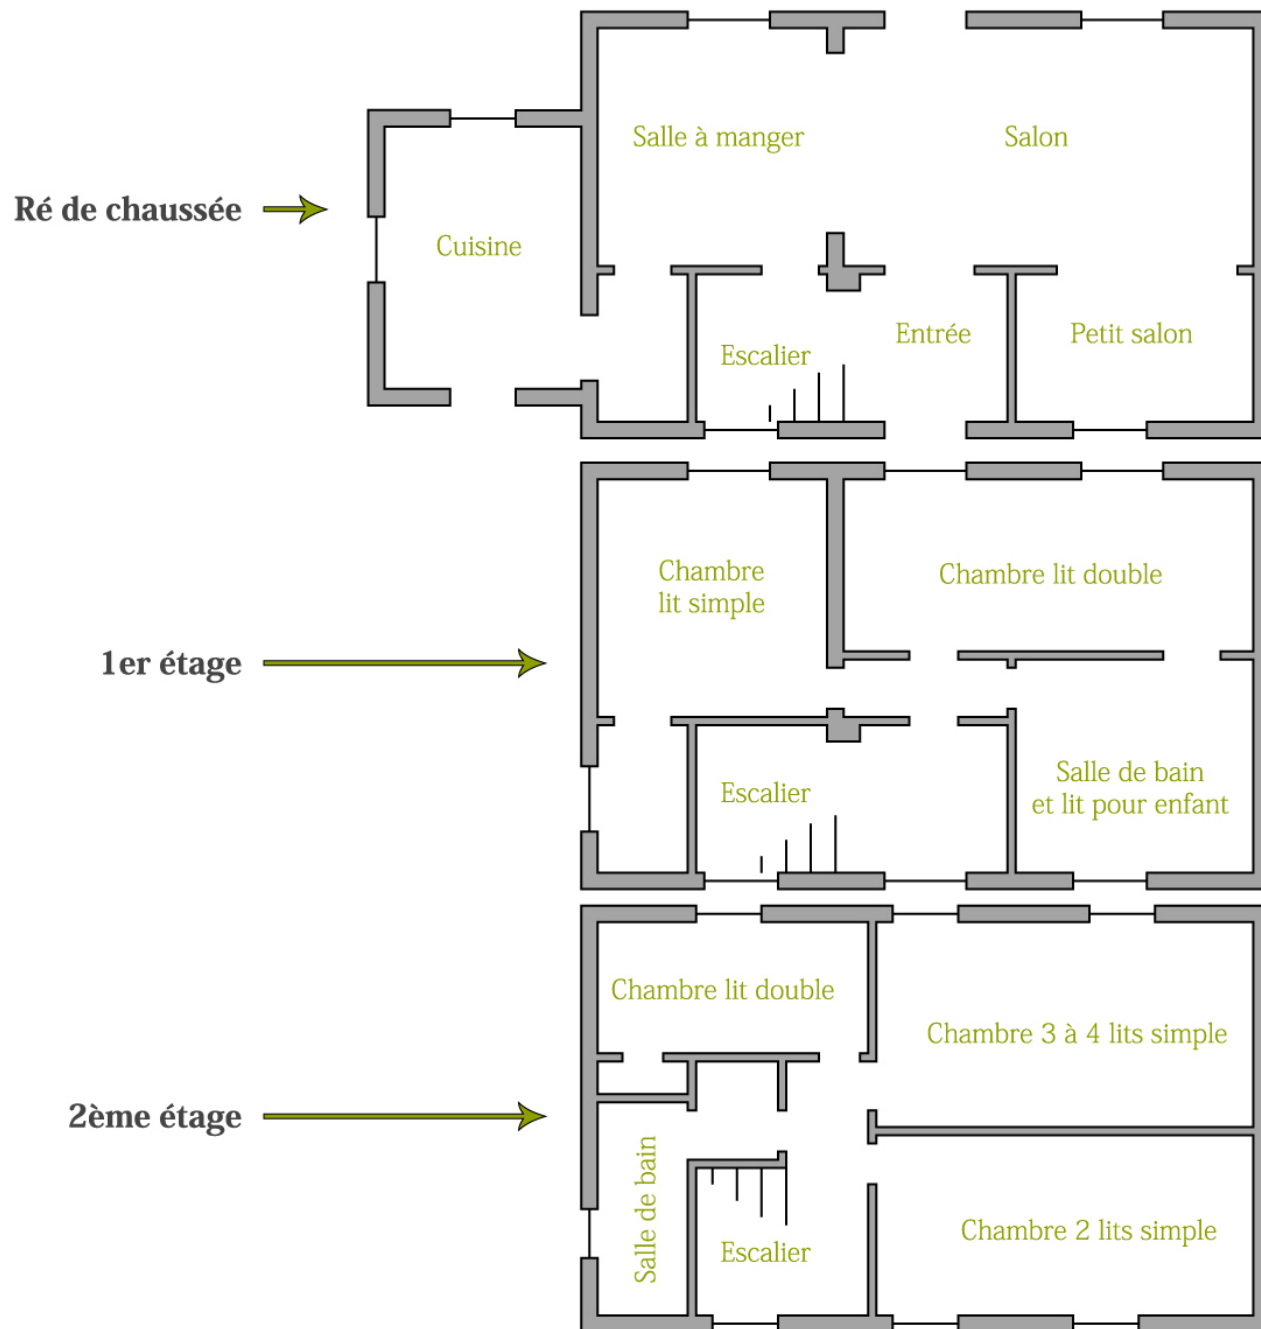 Salle à manger
Salon
Ré de chaussée
Cuisine
Escalier
Entrée
Petit salon
Chambre
lit simple
Chambre lit double
1er étage
Escalier
Salle de bain
et lit pour enfant
Chambre lit double
Chambre 3 à 4 lits simple
2ème étage
Salle de bain
Escalier
Chambre 2 lits simple